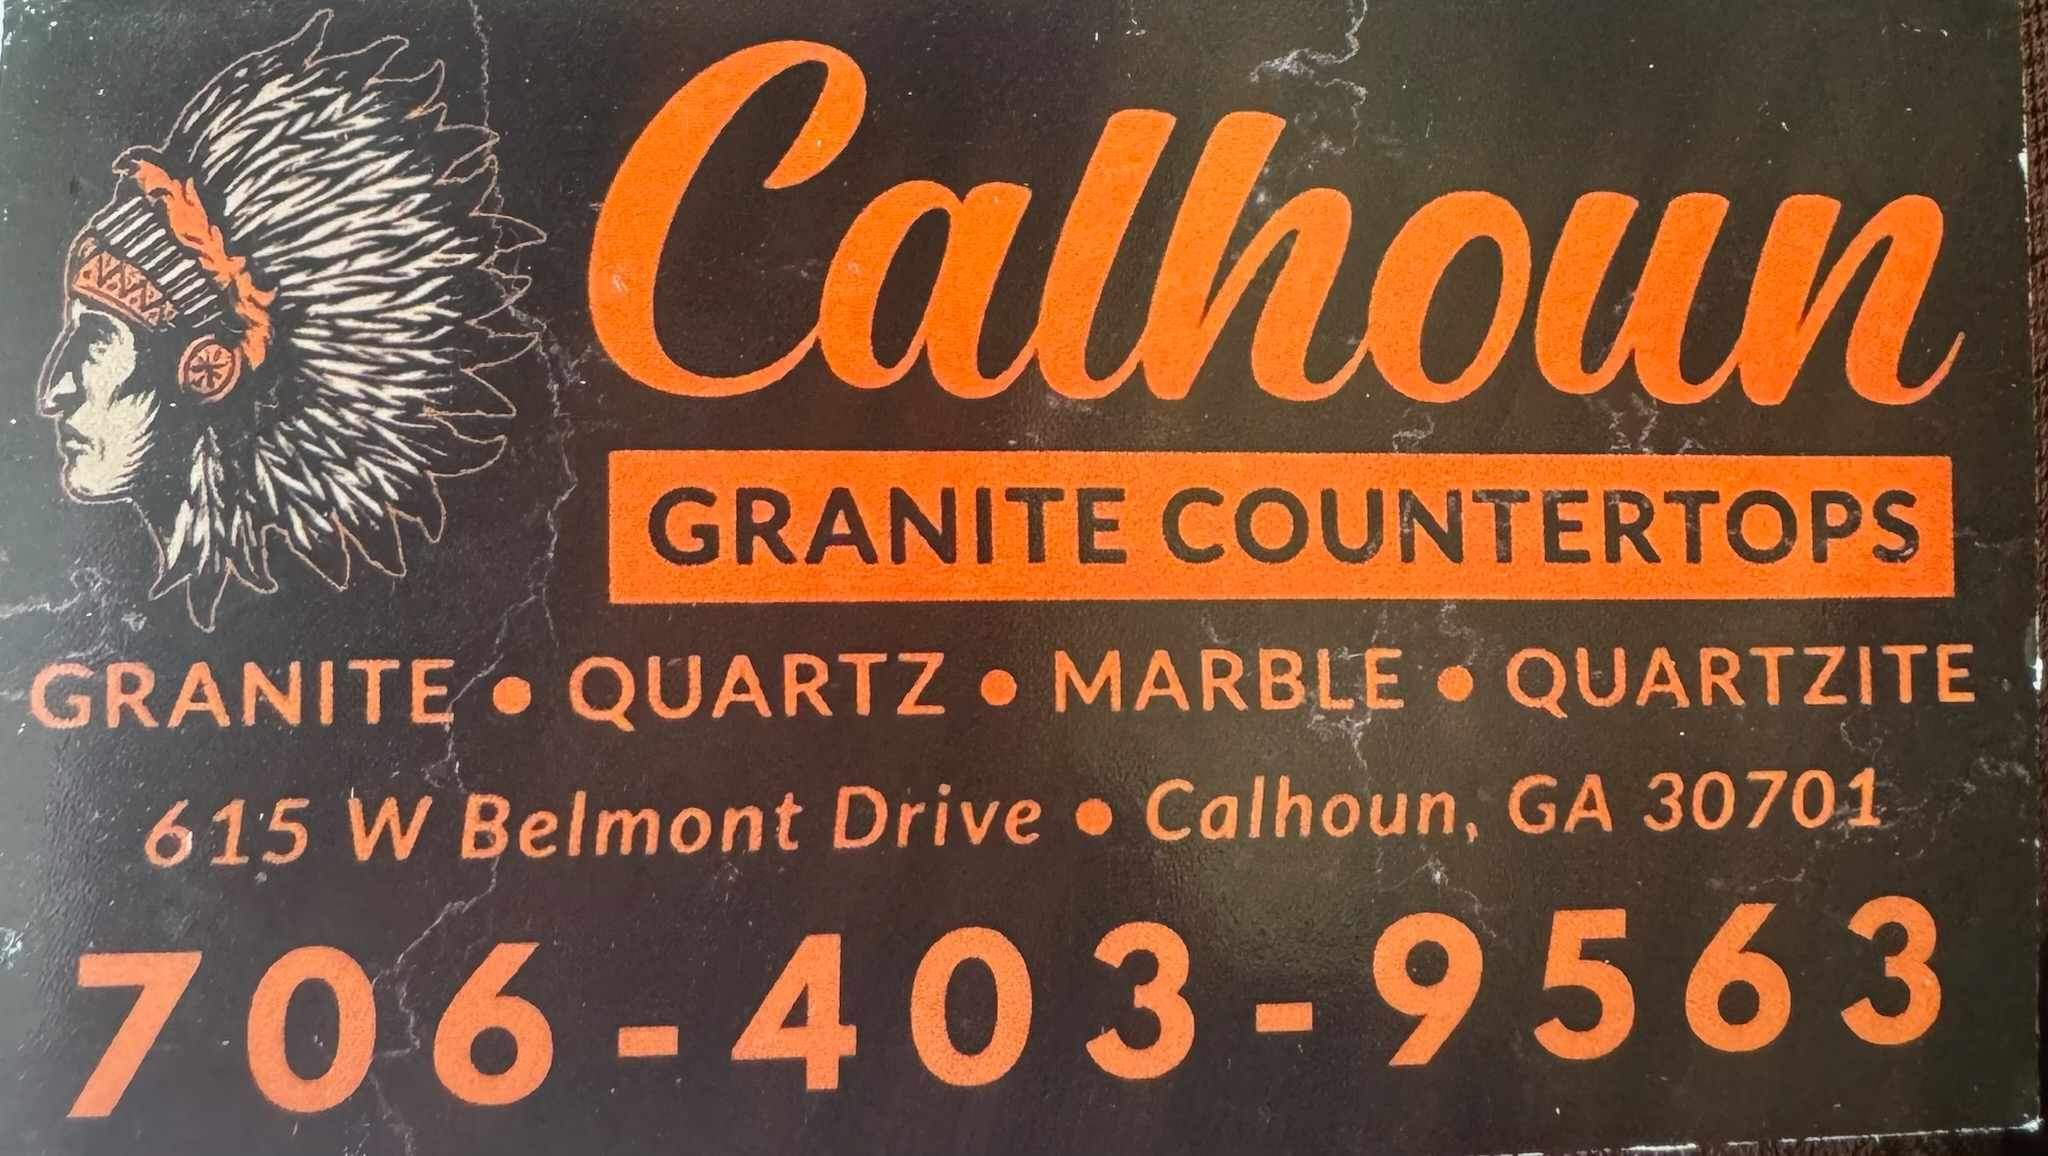 Calhoun
GRANITE COUNTERTOPS
GRANITE • QUARTZ • MARBLE • QUARTZITE
615 W Belmont Drive • Calhoun, GA 30701
706-403-9563